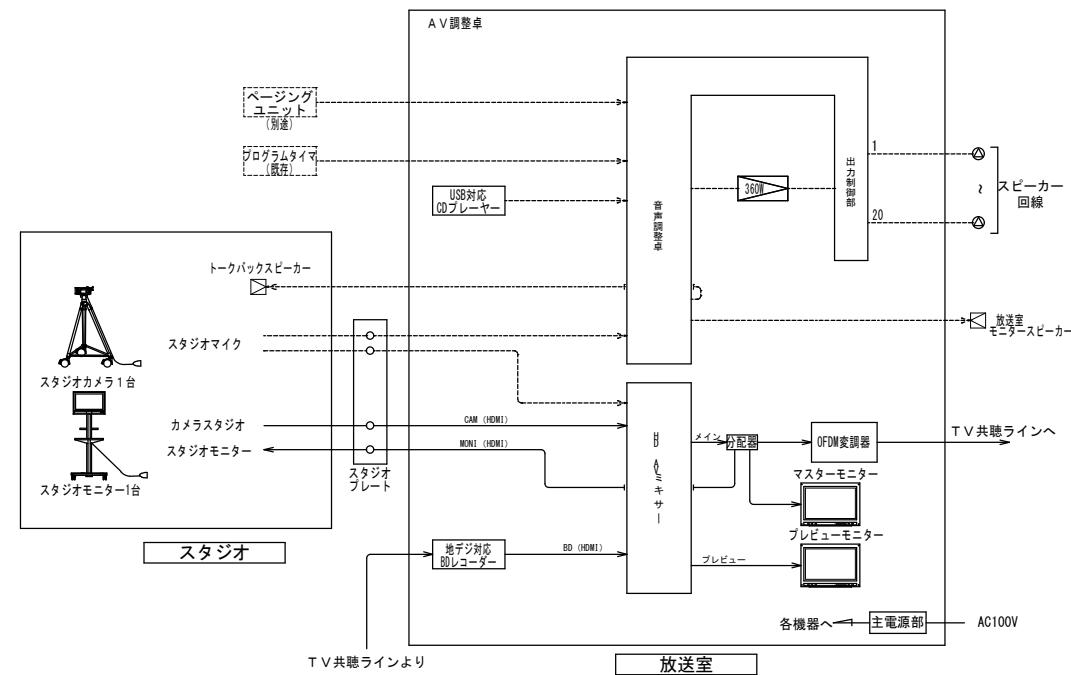 AV調整卓
ページング
ユニット
(別途)
プログラムタイマ
(既存)
USB対応
CDプレーヤー
音声調整卓
360W
出力制御部
1
~
20
スピーカー
回線
トークバックスピーカー
放送室
モニタースピーカー
スタジオマイク
スタジオカメラ1台
カメラスタジオ
スタジオモニター
スタジオモニター1台
スタジオ
プレート
CAM (HDMI)
MONI (HDMI)
HD AVミキサー
メイン
分配器
OFDM変調器
TV共聴ラインへ
マスターモニター
プレビューモニター
プレビュー
スタジオ
地デジ対応
BDレコーダー
BD (HDMI)
各機器へ
主電源部
AC100V
TV共聴ラインより
放送室